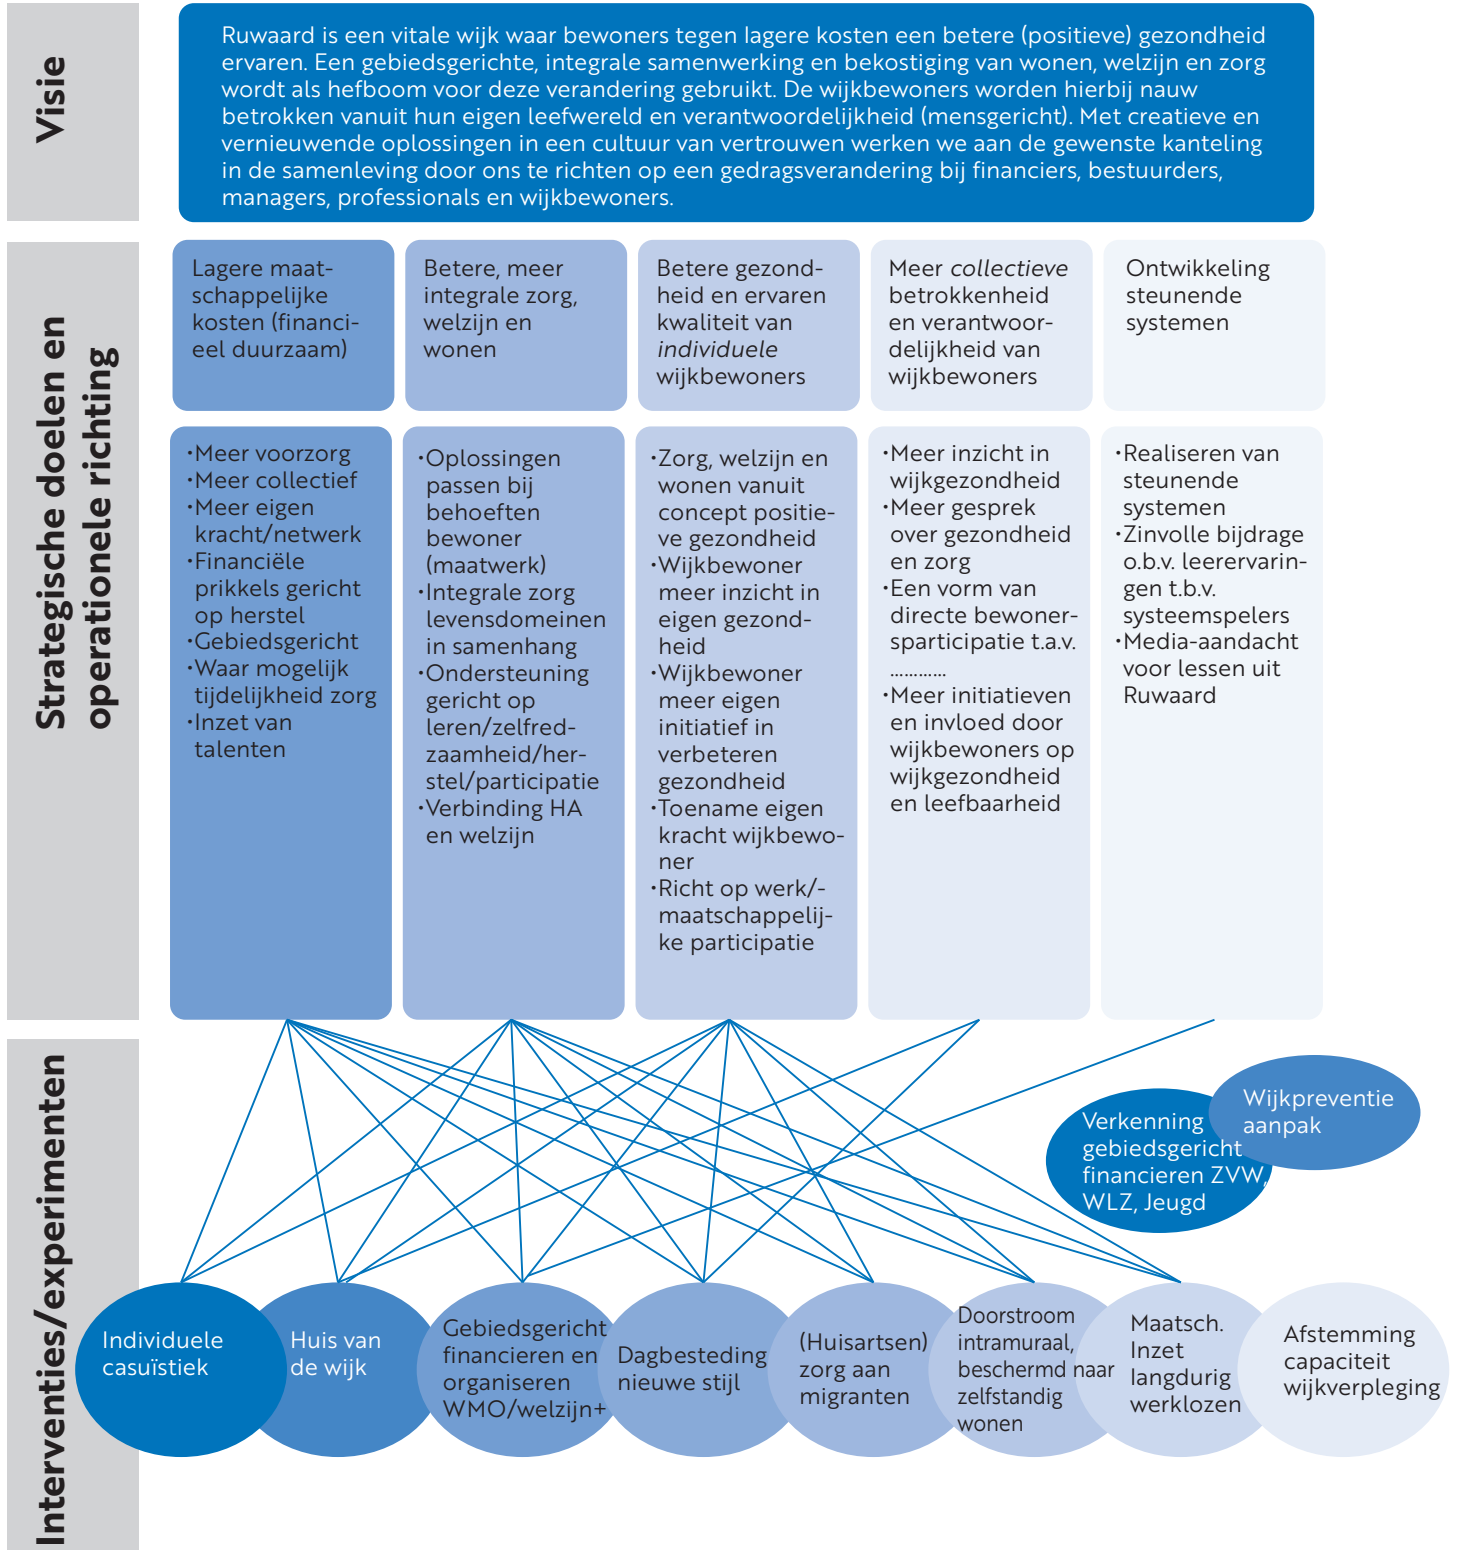 Visie
Ruwaard is een vitale wijk waar bewoners tegen lagere kosten een betere (positieve) gezondheid
ervaren. Een gebiedsgerichte, integrale samenwerking en bekostiging van wonen, welzijn en zorg
wordt als hefboom voor deze verandering gebruikt. De wijkbewoners worden hierbij nauw
betrokken vanuit hun eigen leefwereld en verantwoordelijkheid (mensgericht). Met creatieve en
vernieuwende oplossingen in een cultuur van vertrouwen werken we aan de gewenste kanteling
in de samenleving door ons te richten op een gedragsverandering bij financiers, bestuurders,
managers, professionals en wijkbewoners.
Strategische doelen en
operationele richting
Lagere maat-
schappelijke
kosten (financi-
eel duurzaam)
Betere, meer
integrale zorg,
welzijn en
wonen
Betere gezond-
heid en ervaren
kwaliteit van
individuele
wijkbewoners
Meer collectieve
betrokkenheid
en verantwoor-
delijkheid van
wijkbewoners
Ontwikkeling
steunende
systemen
·Meer voorzorg
·Meer collectief
·Meer eigen
kracht/netwerk
·Financiële
prikkels gericht
op herstel
·Gebiedsgericht
·Waar mogelijk
tijdelijkheid zorg
·Inzet van
talenten
·Oplossingen
passen bij
behoeften
bewoner
(maatwerk)
·Integrale zorg
levensdomeinen
in samenhang
·Ondersteuning
gericht op
leren/zelfred-
zaamheid/her-
stel/participatie
·Verbinding HA
en welzijn
·Zorg, welzijn en
wonen vanuit
concept positie-
ve gezondheid
·Wijkbewoner
meer inzicht in
eigen gezond-
heid
·Wijkbewoner
meer eigen
initiatief in
verbeteren
gezondheid
·Toename eigen
kracht wijkbewo-
ner
·Richt op werk/-
maatschappelij-
ke participatie
·Meer inzicht in
wijkgezondheid
·Meer gesprek
over gezondheid
en zorg
·Een vorm van
directe bewoner-
sparticipatie t.a.v.
............
·Meer initiatieven
en invloed door
wijkbewoners op
wijkgezondheid
en leefbaarheid
·Realiseren van
steunende
systemen
·Zinvolle bijdrage
o.b.v. leerervarin-
gen t.b.v.
systeemspelers
·Media-aandacht
voor lessen uit
Ruwaard
Interventies/experimenten
Wijkpreventie
aanpak
Verkenning
gebiedsgericht
financieren ZVW,
WLZ, Jeugd
Individuele
casuïstiek
Huis van
de wijk
Gebiedsgericht
financieren en
organiseren
WMO/welzijn+
Dagbesteding
nieuwe stijl
(Huisartsen)
zorg aan
migranten
Doorstroom
intramuraal,
beschermd naar
zelfstandig
wonen
Maatsch.
Inzet
langdurig
werklozen
Afstemming
capaciteit
wijkverpleging